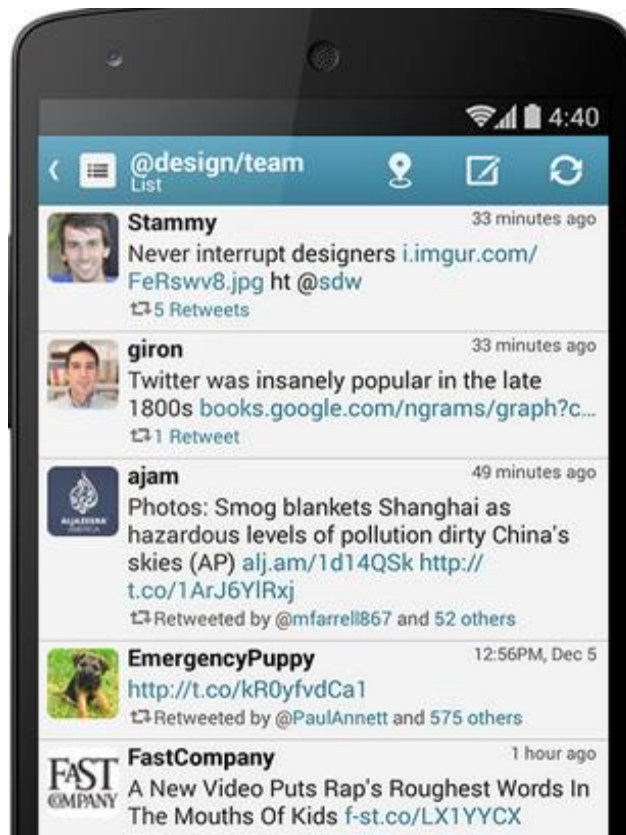 4:40
@design/team
List
Stammy 33 minutes ago
Never interrupt designers i.imgur.com/
FeRswv8.jpg ht @sdw
5 Retweets
giron 33 minutes ago
Twitter was insanely popular in the late
1800s books.google.com/ngrams/graph?c...
1 Retweet
ajam 49 minutes ago
ALJAZEERA
AMERICA
Photos: Smog blankets Shanghai as
hazardous levels of pollution dirty China's
skies (AP) alj.am/1d14QSk http://
t.co/1ArJ6YlRxj
Retweeted by @mfarrell867 and 52 others
EmergencyPuppy 12:56PM, Dec 5
http://t.co/kR0yfvdCa1
Retweeted by @PaulAnnett and 575 others
FAST
COMPANY
FastCompany 1 hour ago
A New Video Puts Rap's Roughest Words In
The Mouths Of Kids f-st.co/LX1YYCX